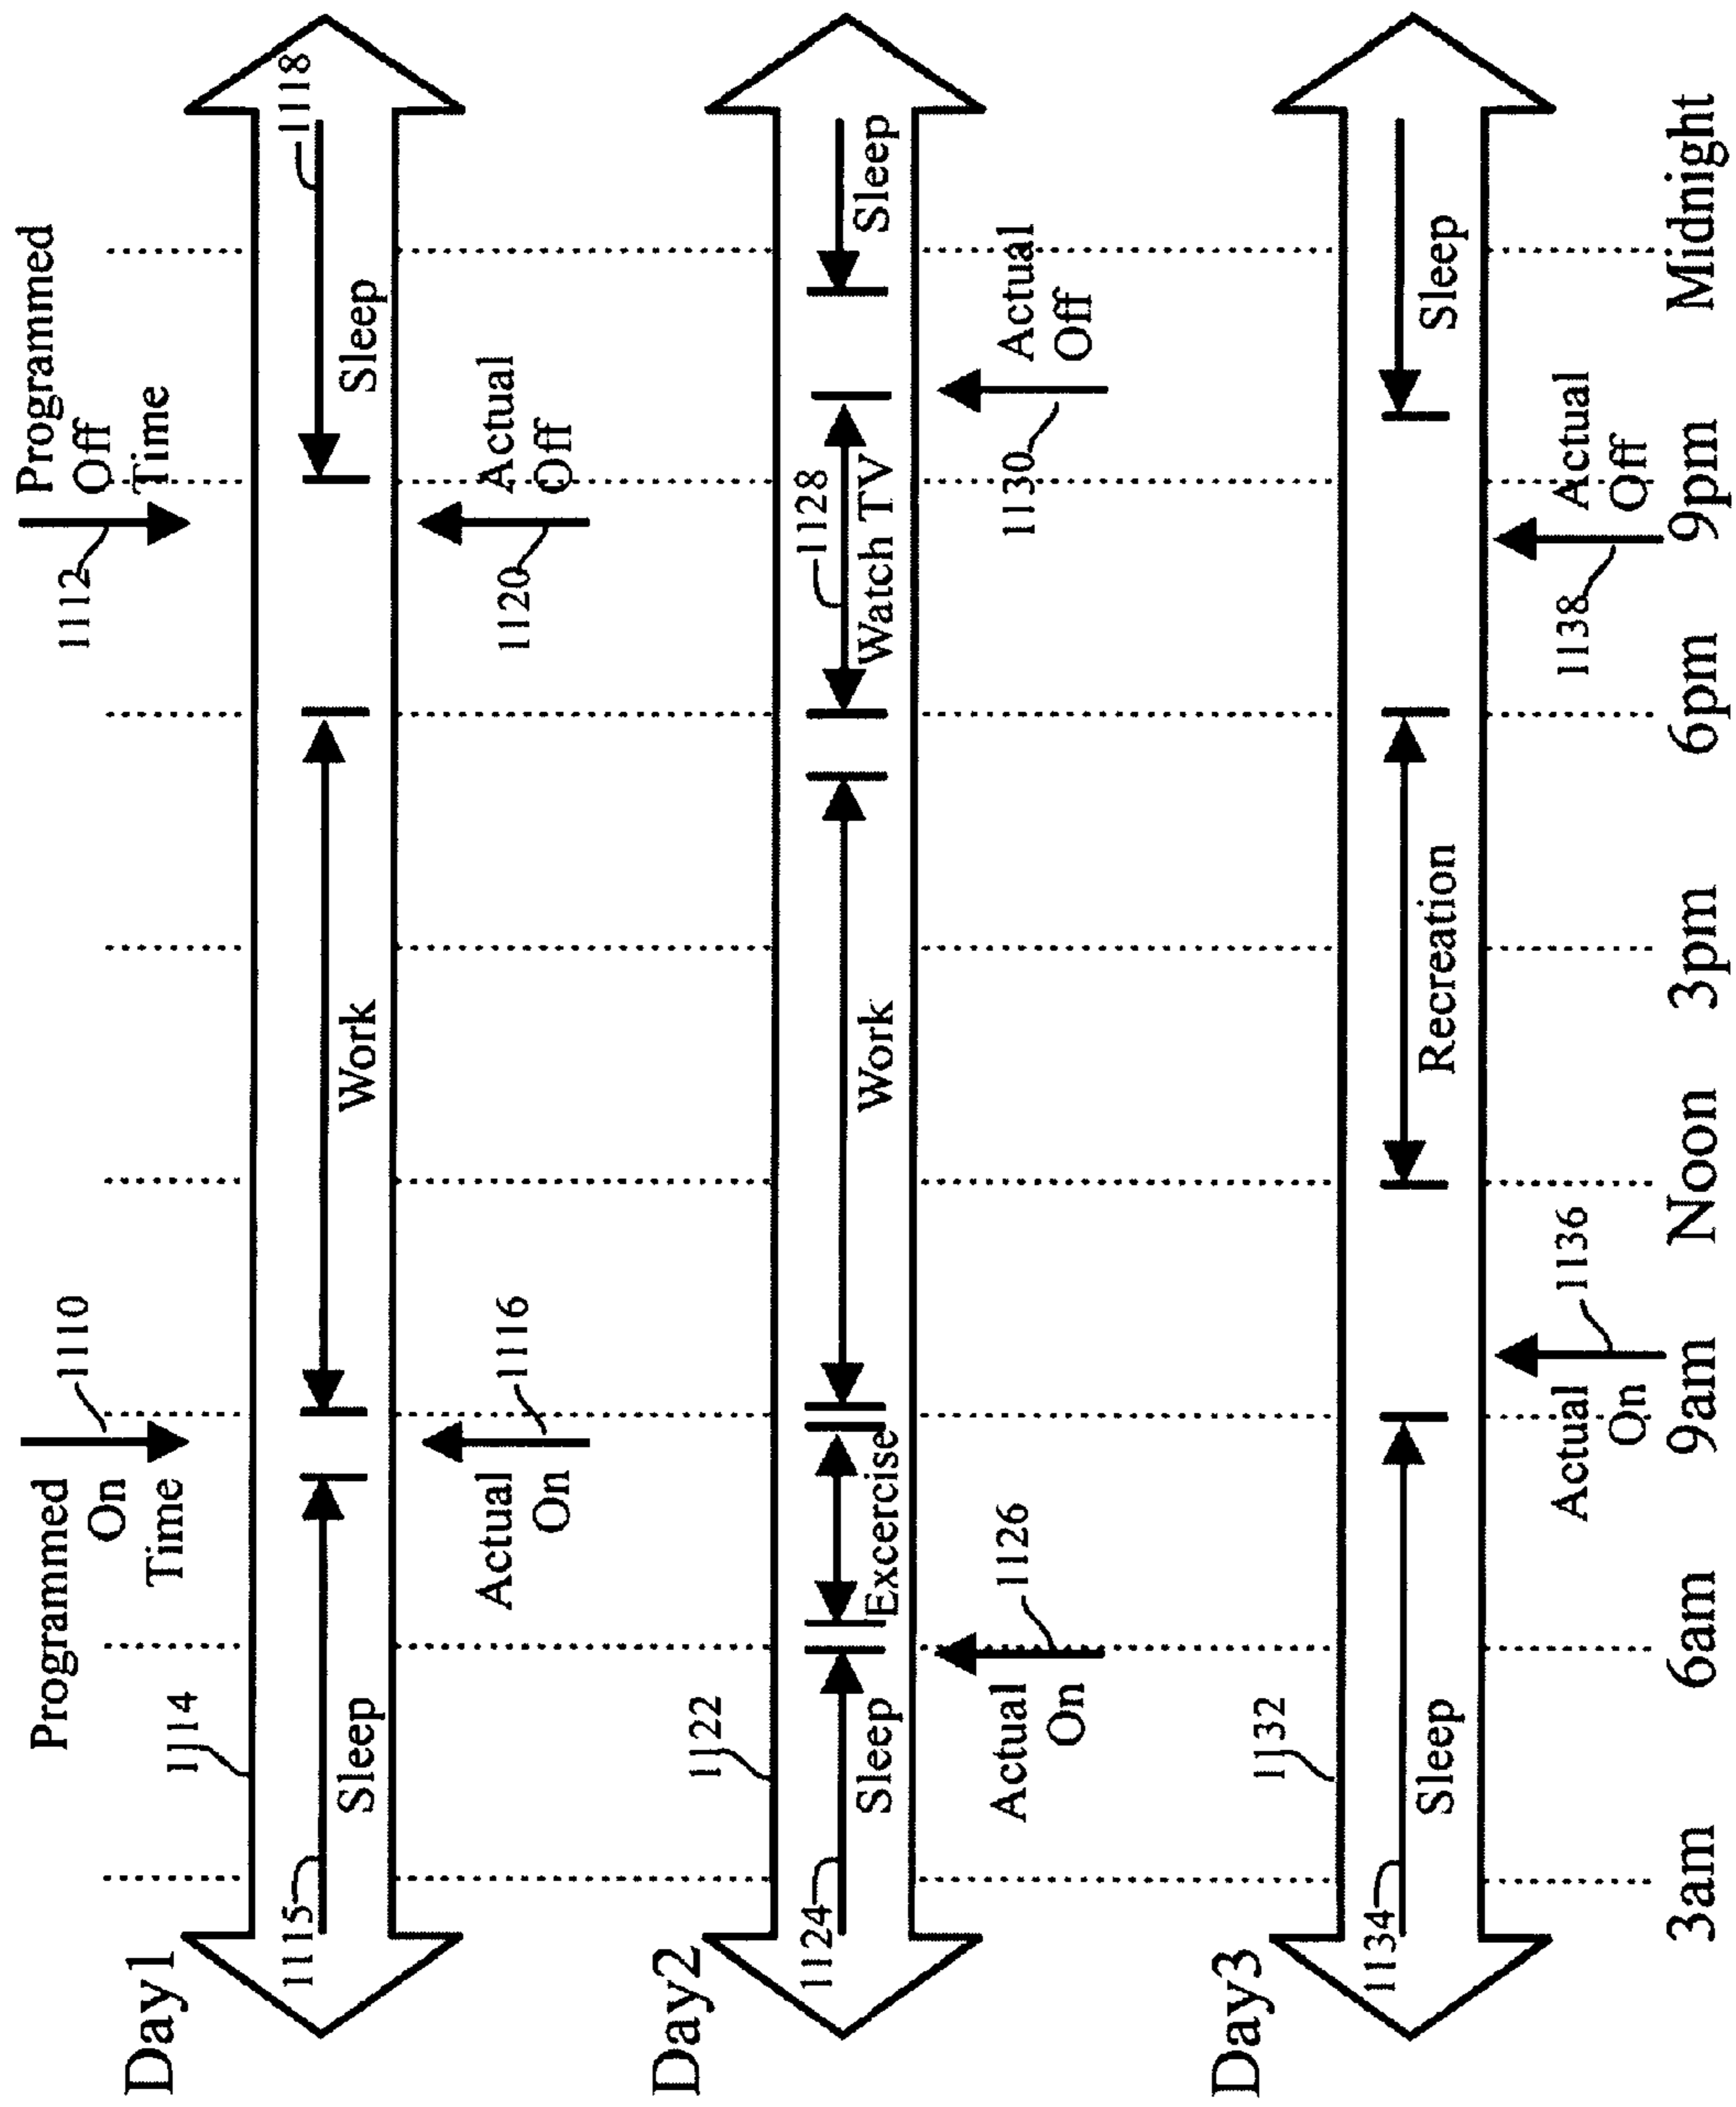 Programmed
On
Time
1110
Programmed
Off
Time
1112
Day1
1114
1115
Sleep
Work
Sleep
1118
Actual
On
1116
Actual
Off
1120
Day2
1122
1124
Sleep
Excercise
Work
Watch TV
1128
Sleep
Actual
On
1126
Actual
Off
1130
Day3
1132
1134
Sleep
Recreation
Sleep
Actual
On
1136
Actual
Off
1138
3am 6am 9am Noon 3pm 6pm 9pm Midnight